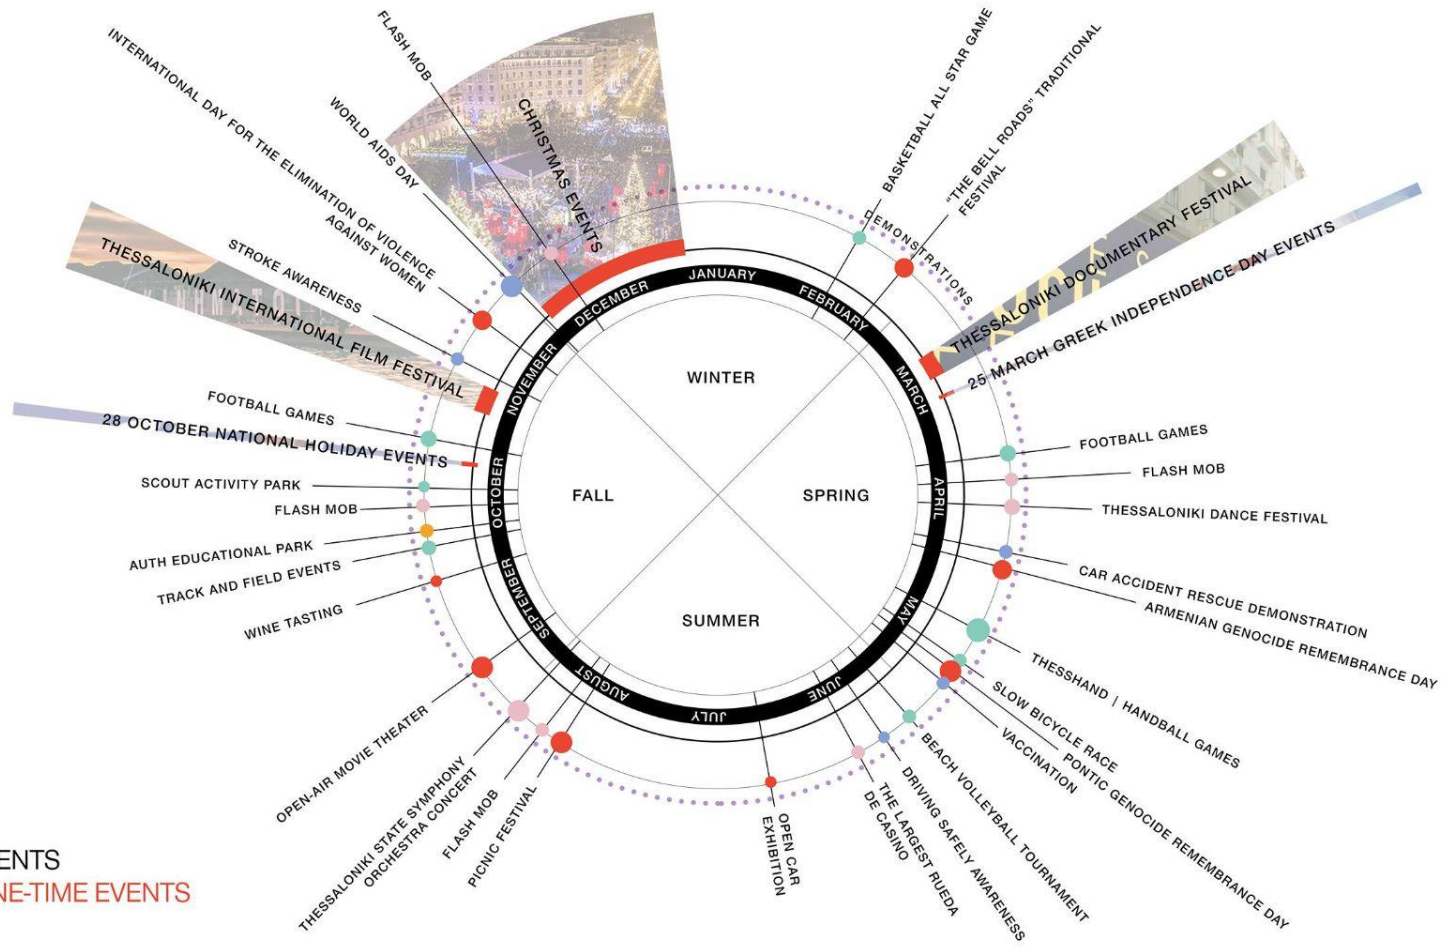 FLASH MOB
INTERNATIONAL DAY FOR THE ELIMINATION OF VIOLENCE
AGAINST WOMEN
WORLD AIDS DAY
CHRISTMAS EVENTS
BASKETBALL ALL STAR GAME
"THE BELL ROADS" TRADITIONAL
FESTIVAL
DEMONSTRATIONS
THESSALONIKI DOCUMENTARY FESTIVAL
25 MARCH GREEK INDEPENDENCE DAY EVENTS
STROKE AWARENESS
THESSALONIKI INTERNATIONAL FILM FESTIVAL
FOOTBALL GAMES
28 OCTOBER NATIONAL HOLIDAY EVENTS
SCOUT ACTIVITY PARK
FLASH MOB
AUTH EDUCATIONAL PARK
TRACK AND FIELD EVENTS
WINE TASTING
OPEN-AIR MOVIE THEATER
THESSALONIKI STATE SYMPHONY
ORCHESTRA CONCERT
FLASH MOB
PICNIC FESTIVAL
JANUARY
FEBRUARY
MARCH
APRIL
MAY
JUNE
JULY
AUGUST
SEPTEMBER
OCTOBER
NOVEMBER
DECEMBER
WINTER
FALL
SPRING
SUMMER
FOOTBALL GAMES
FLASH MOB
THESSALONIKI DANCE FESTIVAL
CAR ACCIDENT RESCUE DEMONSTRATION
ARMENIAN GENOCIDE REMEMBRANCE DAY
THESSHAND | HANDBALL GAMES
SLOW BICYCLE RACE
PONTIC GENOCIDE REMEMBRANCE DAY
VACCINATION
BEACH VOLLEYBALL TOURNAMENT
DRIVING SAFELY AWARENESS
THE LARGEST RUEDA
DE CASINO
OPEN CAR
EXHIBITION
ENTS
NE-TIME EVENTS